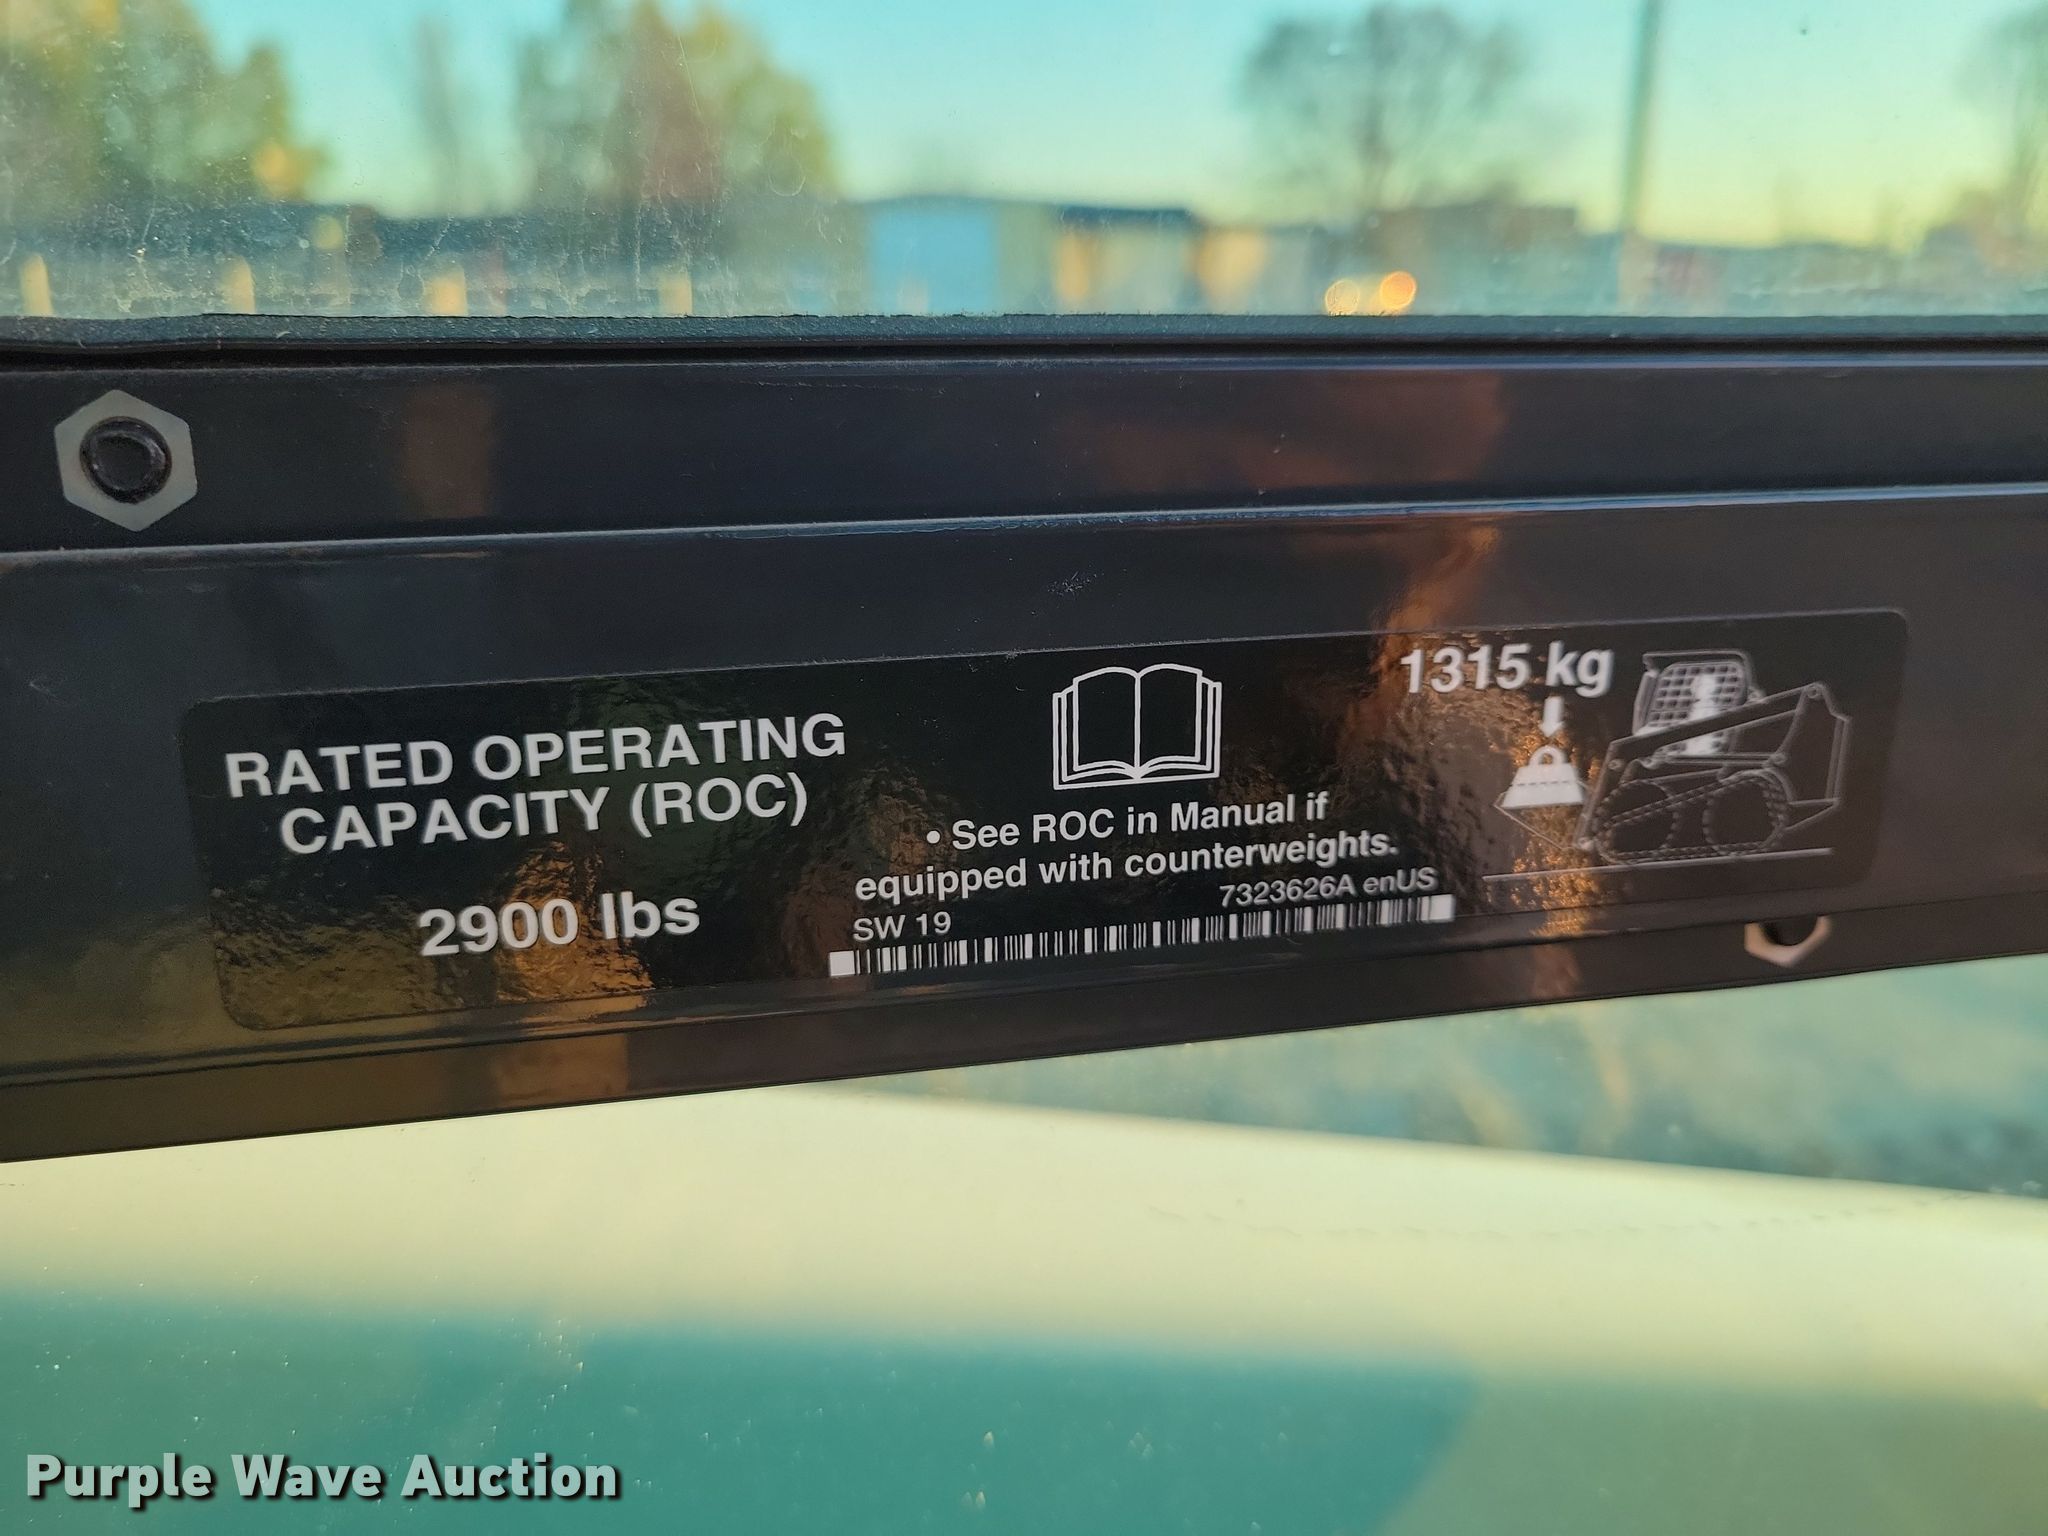 RATED OPERATING
CAPACITY (ROC)
2900 lbs
• See ROC in Manual if
equipped with counterweights.
SW 19
7323626A enUS
1315 kg
Purple Wave Auction